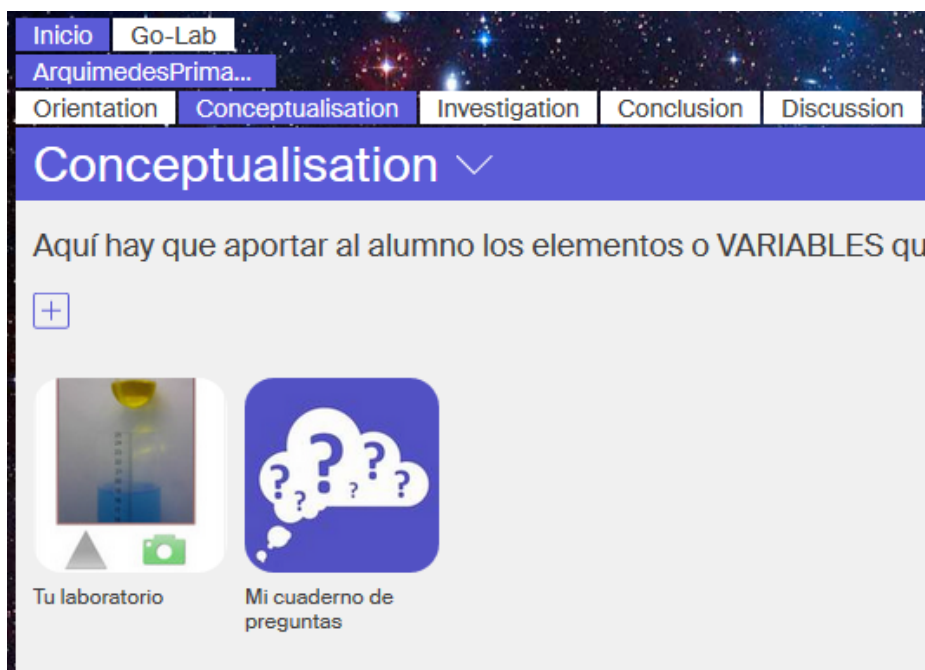 Inicio Go-Lab
ArquimedesPrima...
Orientation Conceptualisation Investigation Conclusion Discussion
Conceptualisation
Aquí hay que aportar al alumno los elementos o VARIABLES qu
Tu laboratorio
Mi cuaderno de
preguntas